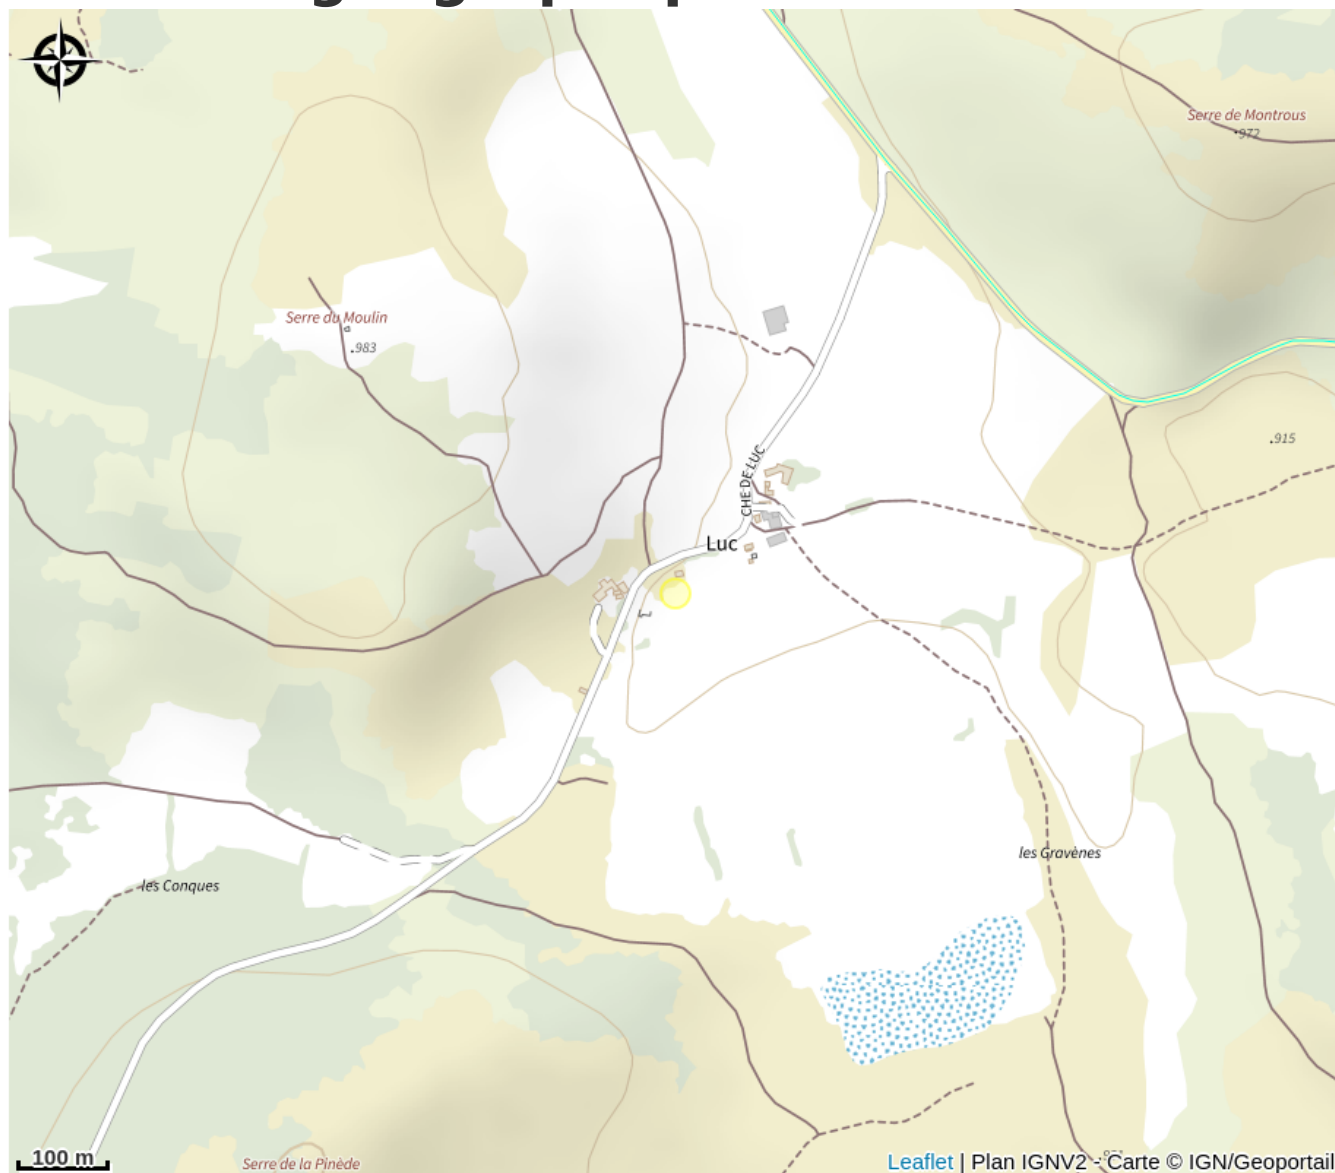 Serre de Montrous
972
Serre du Moulin
983
915
CHE DE LUC
Luc
les Gravènes
les Conques
100 m
Serre de la Pinède
Leaflet | Plan IGNV2 - Carte © IGN/Geoportail